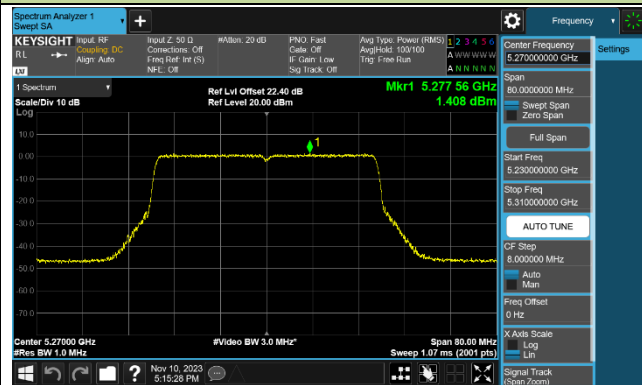 Spectrum Analyzer 1
Swept SA
Frequency
KEYSIGHT Input: RF Input Z: 50 Ω #Atten: 20 dB PNO: Fast Avg Type: Power (RMS) 1 2 3 4 5 6
RL Coupling: DC Corrections: Off Gate: Off Avg|Hold: 100/100 A W W W W W
Align: Auto Freq Ref: Int (S) IF Gain: Low Trig: Free Run
NFE: Off Sig Track: Off A N N N N N
LXI
1 Spectrum
Scale/Div 10 dB
Log
Ref Lvl Offset 22.40 dB
Ref Level 20.00 dBm
Mkr1 5.277 56 GHz
1.408 dBm
1
10.0
0.00
-10.0
-20.0
-30.0
-40.0
-50.0
-60.0
-70.0
Center 5.27000 GHz
#Res BW 1.0 MHz
#Video BW 3.0 MHz*
Span 80.00 MHz
Sweep 1.07 ms (2001 pts)
Nov 10, 2023
5:15:28 PM
Center Frequency
5.270000000 GHz
Span
80.0000000 MHz
Swept Span
Zero Span
Full Span
Start Freq
5.230000000 GHz
Stop Freq
5.310000000 GHz
AUTO TUNE
CF Step
8.000000 MHz
Auto
Man
Freq Offset
0 Hz
X Axis Scale
Log
Lin
Signal Track
(Span Zoom)
Settings